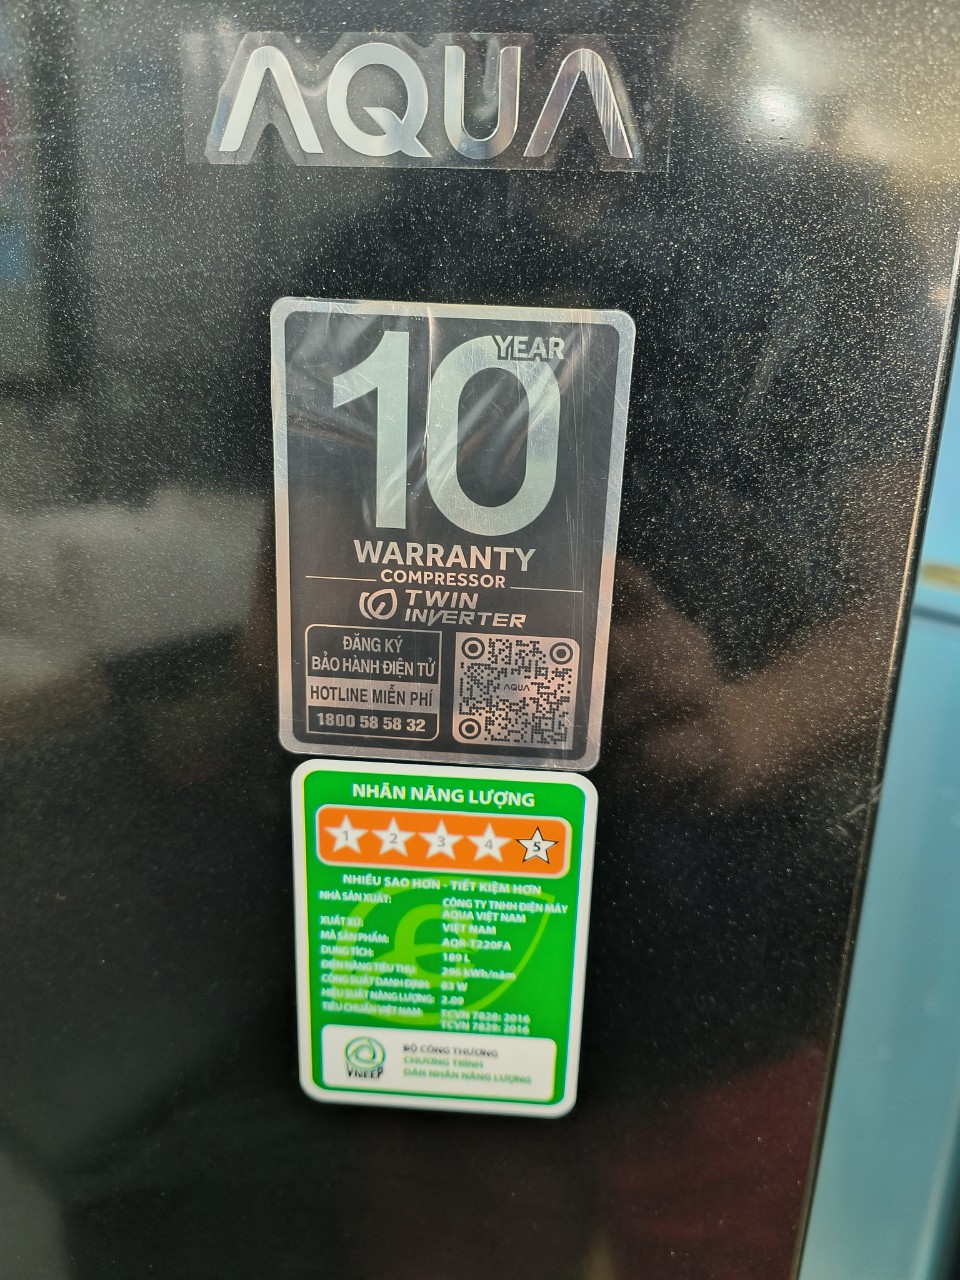 AQUA
10 YEAR
WARRANTY
COMPRESSOR
TWIN
INVERTER
ĐĂNG KÝ
BẢO HÀNH ĐIỆN TỬ
HOTLINE MIỄN PHÍ
1800 58 58 32
AQUA
NHÃN NĂNG LƯỢNG
1 2 3 4 5
NHIỀU SAO HƠN - TIẾT KIỆM HƠN
NHÀ SẢN XUẤT: CÔNG TY TNHH ĐIỆN MÁY
AQUA VIỆT NAM
XUẤT XỨ: VIỆT NAM
MÃ SẢN PHẨM: AQR-T220FA
DUNG TÍCH: 189 L
ĐIỆN NĂNG TIÊU THỤ: 296 kWh/năm
CÔNG SUẤT DANH ĐỊNH: 83 W
HIỆU SUẤT NĂNG LƯỢNG: 2.09
TIÊU CHUẨN VIỆT NAM: TCVN 7828: 2016
TCVN 7829: 2016
VNEEP
BỘ CÔNG THƯƠNG
CHƯƠNG TRÌNH
DÁN NHÃN NĂNG LƯỢNG